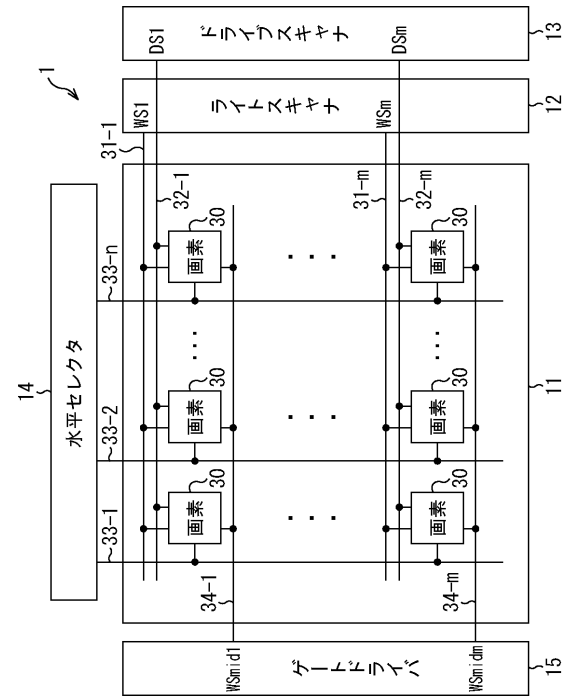 1
14
水平セレクタ
33-1
33-2
33-n
31-1
WS1
DS1
32-1
画素
30
画素
30
画素
30
34-1
WSmid1
ゲートドライバ
15
ライトスキャナ
12
ドライブスキャナ
13
31-m
WSm
DSm
32-m
画素
30
画素
30
画素
30
34-m
WSmidm
11